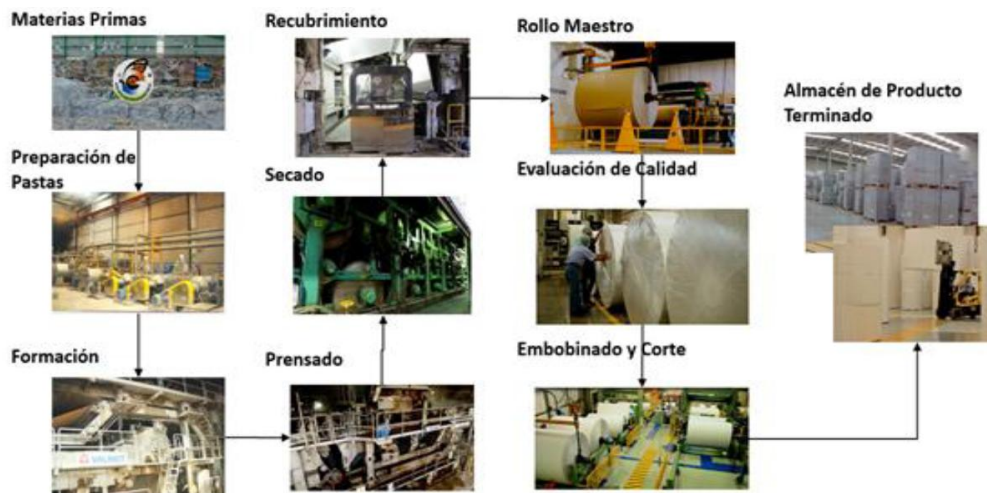 Materias Primas
Preparación de
Pastas
Formación
Prensado
Secado
Recubrimiento
Rollo Maestro
Evaluación de Calidad
Embobinado y Corte
Almacén de Producto
Terminado